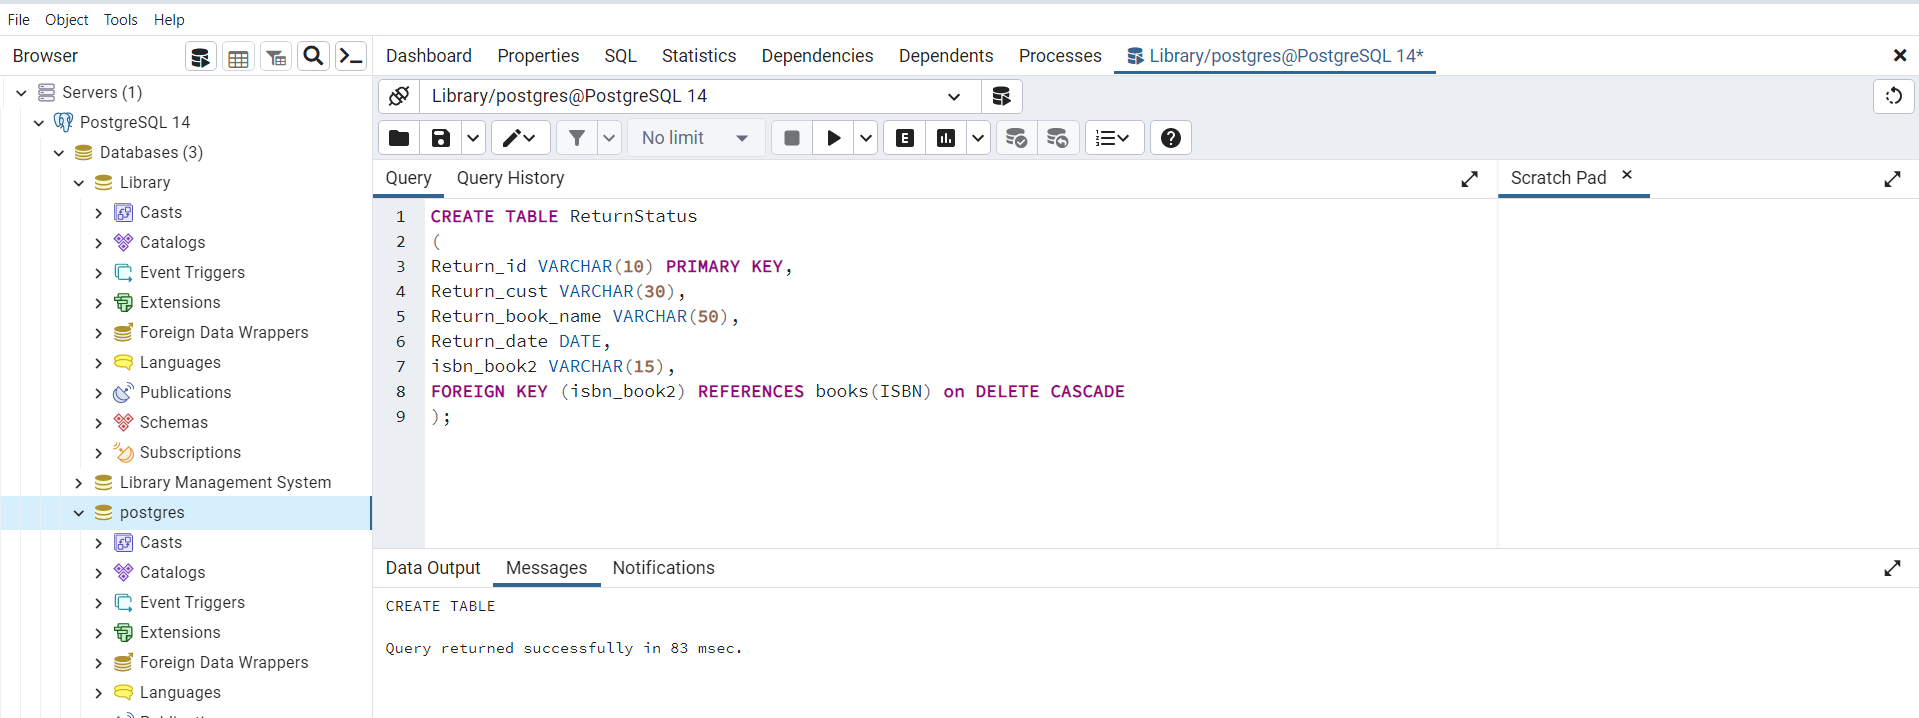 File Object Tools Help
Browser
Dashboard Properties SQL Statistics Dependencies Dependents Processes Library/postgres@PostgreSQL 14*
Servers (1)
PostgreSQL 14
Databases (3)
Library
Casts
Catalogs
Event Triggers
Extensions
Foreign Data Wrappers
Languages
Publications
Schemas
Subscriptions
Library Management System
postgres
Casts
Catalogs
Event Triggers
Extensions
Foreign Data Wrappers
Languages
Library/postgres@PostgreSQL 14
No limit
E
Query Query History
Scratch Pad
1 CREATE TABLE ReturnStatus
2 (
3 Return_id VARCHAR(10) PRIMARY KEY,
4 Return_cust VARCHAR(30),
5 Return_book_name VARCHAR(50),
6 Return_date DATE,
7 isbn_book2 VARCHAR(15),
8 FOREIGN KEY (isbn_book2) REFERENCES books(ISBN) on DELETE CASCADE
9 );
Data Output Messages Notifications
CREATE TABLE
Query returned successfully in 83 msec.